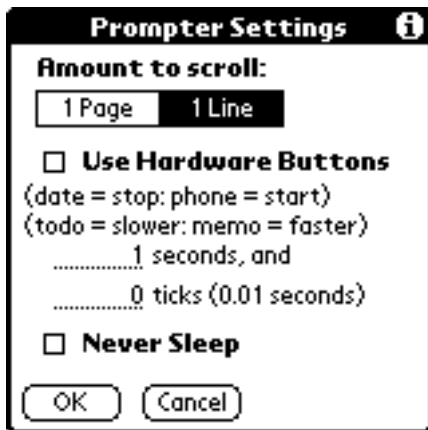 Prompter Settings i
Amount to scroll:
1 Page 1 Line
Use Hardware Buttons
(date = stop: phone = start)
(todo = slower: memo = faster)
1 seconds, and
0 ticks (0.01 seconds)
Never Sleep
OK Cancel